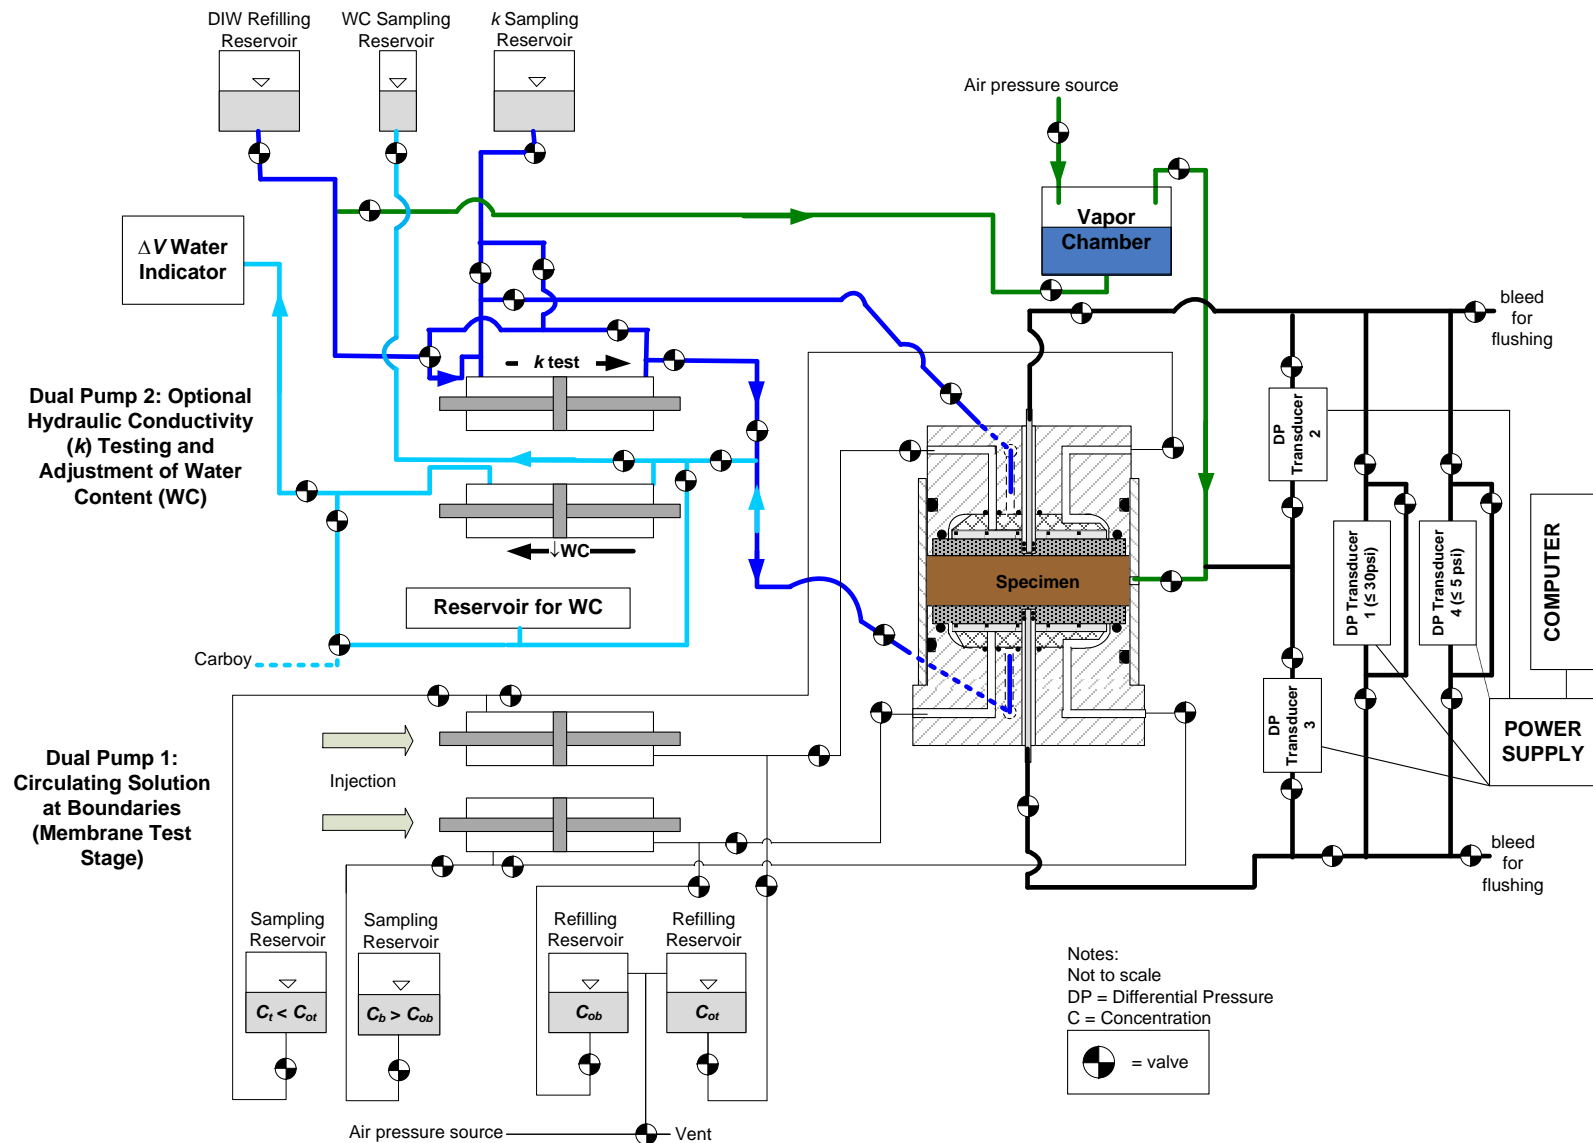 DIW Refilling
Reservoir
WC Sampling
Reservoir
k Sampling
Reservoir
Air pressure source
Vapor
Chamber
ΔV Water
Indicator
bleed
for
flushing
k test
Dual Pump 2: Optional
Hydraulic Conductivity
(k) Testing and
Adjustment of Water
Content (WC)
DP
Transducer
2
↓WC
DP Transducer
1 (≤ 30psi)
DP Transducer
4 (≤ 5 psi)
COMPUTER
Specimen
Reservoir for WC
Carboy
DP
Transducer
3
POWER
SUPPLY
Dual Pump 1:
Circulating Solution
at Boundaries
(Membrane Test
Stage)
Injection
bleed
for
flushing
Sampling
Reservoir
Sampling
Reservoir
Refilling
Reservoir
Refilling
Reservoir
Ct < Cot
Cb > Cob
Cob
Cot
Notes:
Not to scale
DP = Differential Pressure
C = Concentration
= valve
Air pressure source
Vent